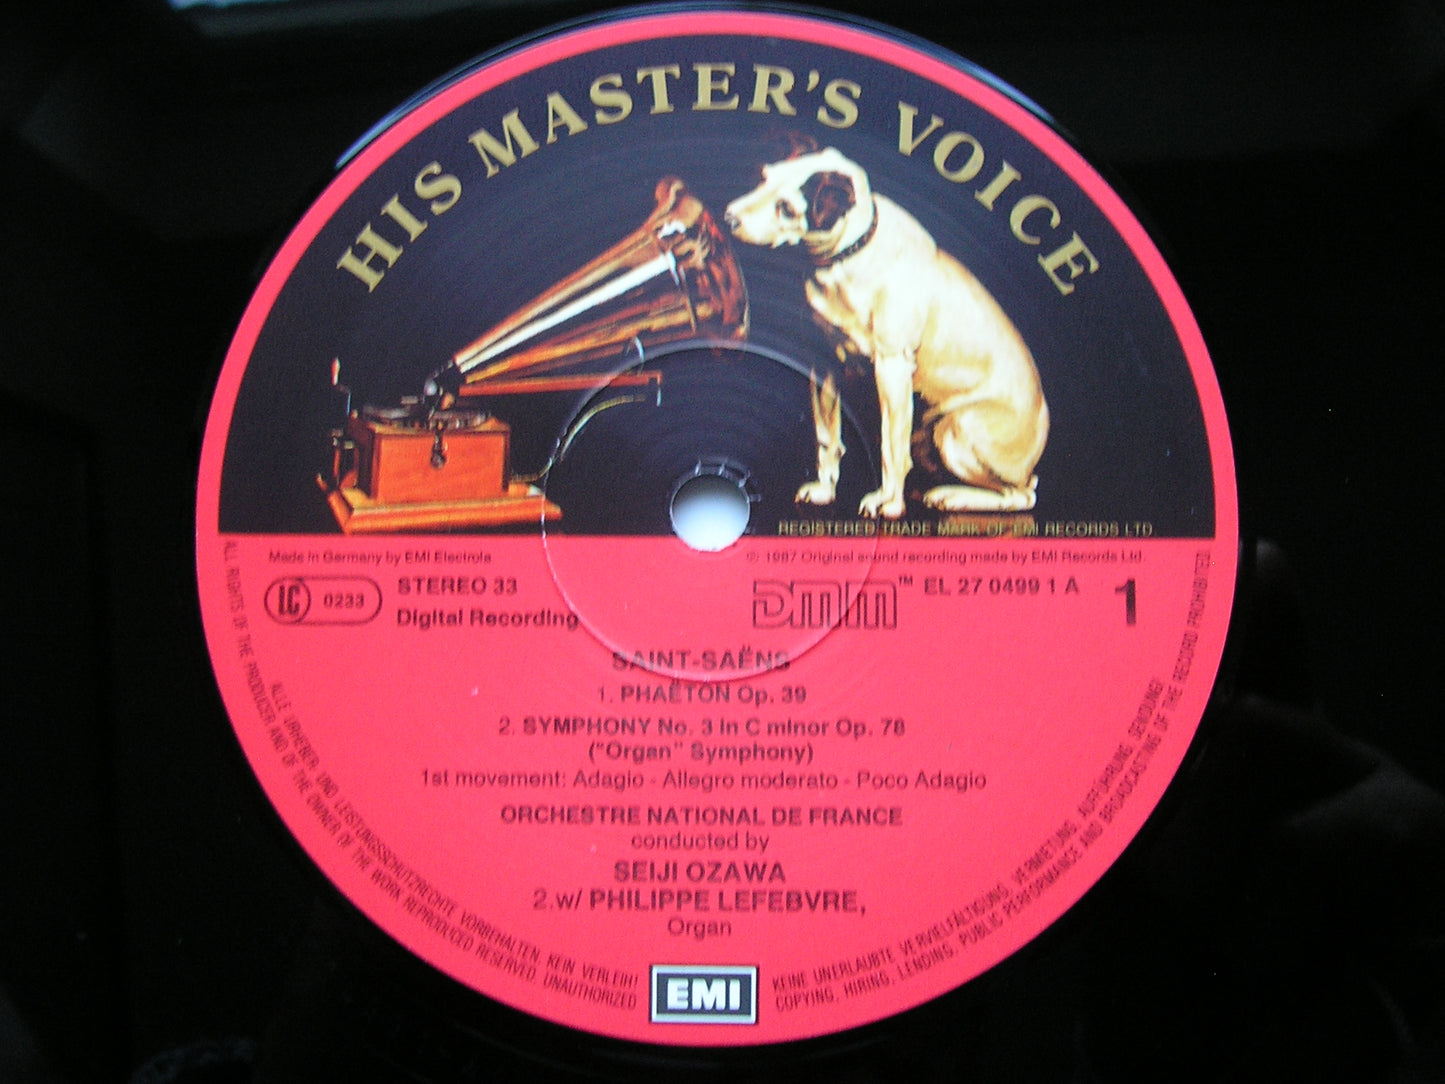 HIS MASTER'S VOICE
REGISTERED TRADE MARK OF EMI RECORDS LTD
Made in Germany by EMI Electrola
℗ 1987 Original sound recording made by EMI Records Ltd.
LC 0233
STEREO 33
Digital Recording
DMM™
EL 27 0499 1 A
1
SAINT-SAËNS
1. PHAËTON Op. 39
2. SYMPHONY No. 3 in C minor Op. 78
("Organ" Symphony)
1st movement: Adagio - Allegro moderato - Poco Adagio
ORCHESTRE NATIONAL DE FRANCE
conducted by
SEIJI OZAWA
2.w/ PHILIPPE LEFEBVRE,
Organ
EMI
ALLE URHEBER- UND LEISTUNGSSCHUTZRECHTE VORBEHALTEN. KEIN VERLEIH! KEINE UNERLAUBTE VERVIELFÄLTIGUNG, VERMIETUNG, AUFFÜHRUNG, SENDUNG!
ALL RIGHTS OF THE PRODUCER AND OF THE OWNER OF THE WORK REPRODUCED RESERVED. UNAUTHORIZED COPYING, HIRING, LENDING, PUBLIC PERFORMANCE AND BROADCASTING OF THE RECORD PROHIBITED!